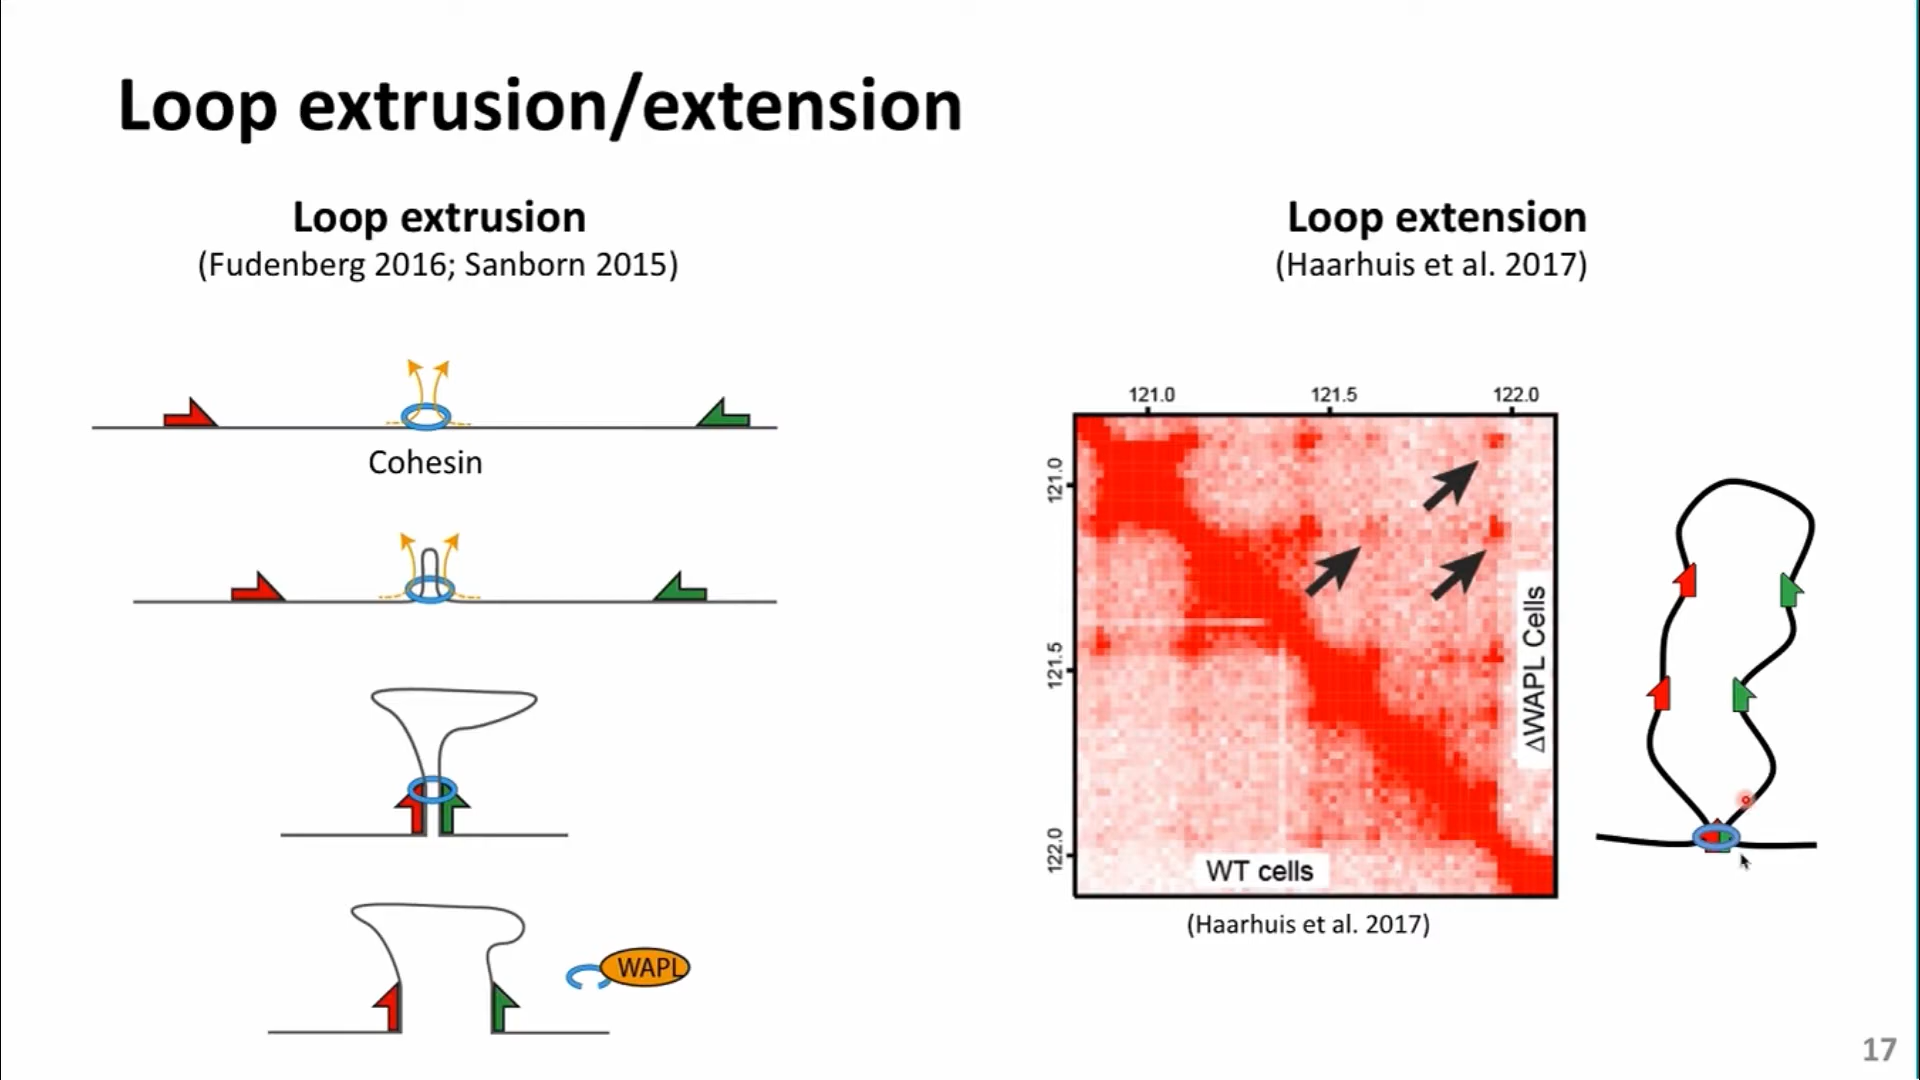 Loop extrusion/extension
Loop extrusion
(Fudenberg 2016; Sanborn 2015)
Cohesin
WAPL
Loop extension
(Haarhuis et al. 2017)
121.0 121.5 122.0
121.0
121.5
122.0
ΔWAPL Cells
WT cells
(Haarhuis et al. 2017)
17